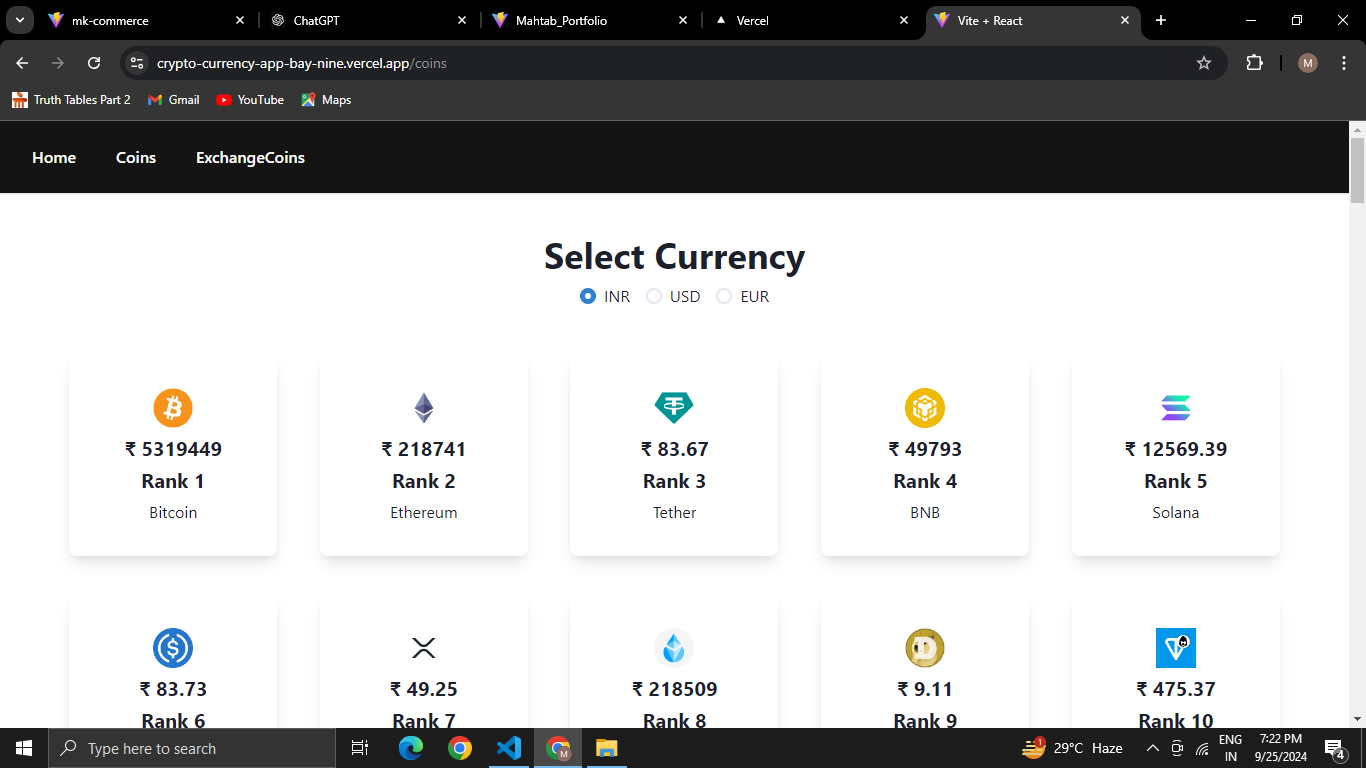 mk-commerce ChatGPT Mahtab_Portfolio Vercel Vite + React
crypto-currency-app-bay-nine.vercel.app/coins M
Truth Tables Part 2 Gmail YouTube Maps
Home Coins ExchangeCoins
Select Currency
INR USD EUR
₹ 5319449 ₹ 218741 ₹ 83.67 ₹ 49793 ₹ 12569.39
Rank 1 Rank 2 Rank 3 Rank 4 Rank 5
Bitcoin Ethereum Tether BNB Solana
₹ 83.73 ₹ 49.25 ₹ 218509 ₹ 9.11 ₹ 475.37
Rank 6 Rank 7 Rank 8 Rank 9 Rank 10
Type here to search M 1 29°C Haze ENG 7:22 PM
IN 9/25/2024 4